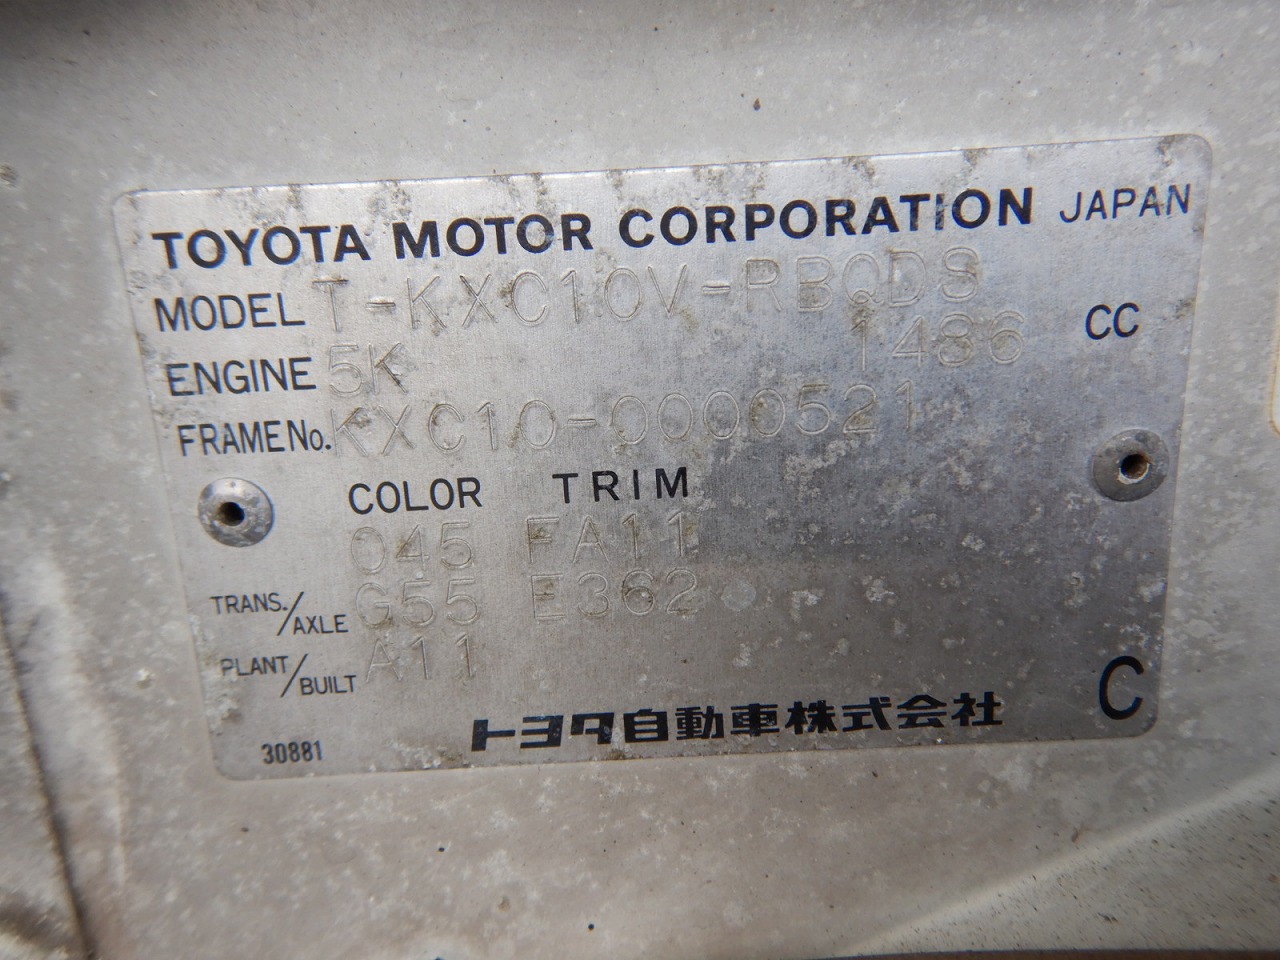 TOYOTA MOTOR CORPORATION JAPAN
MODEL T-KXC10V-RBQDS
ENGINE 5K 1486 CC
FRAME No. KXC10-0000521
COLOR TRIM
045 FA11
TRANS./AXLE G55 E362
PLANT/BUILT A11
トヨタ自動車株式会社 C
30881